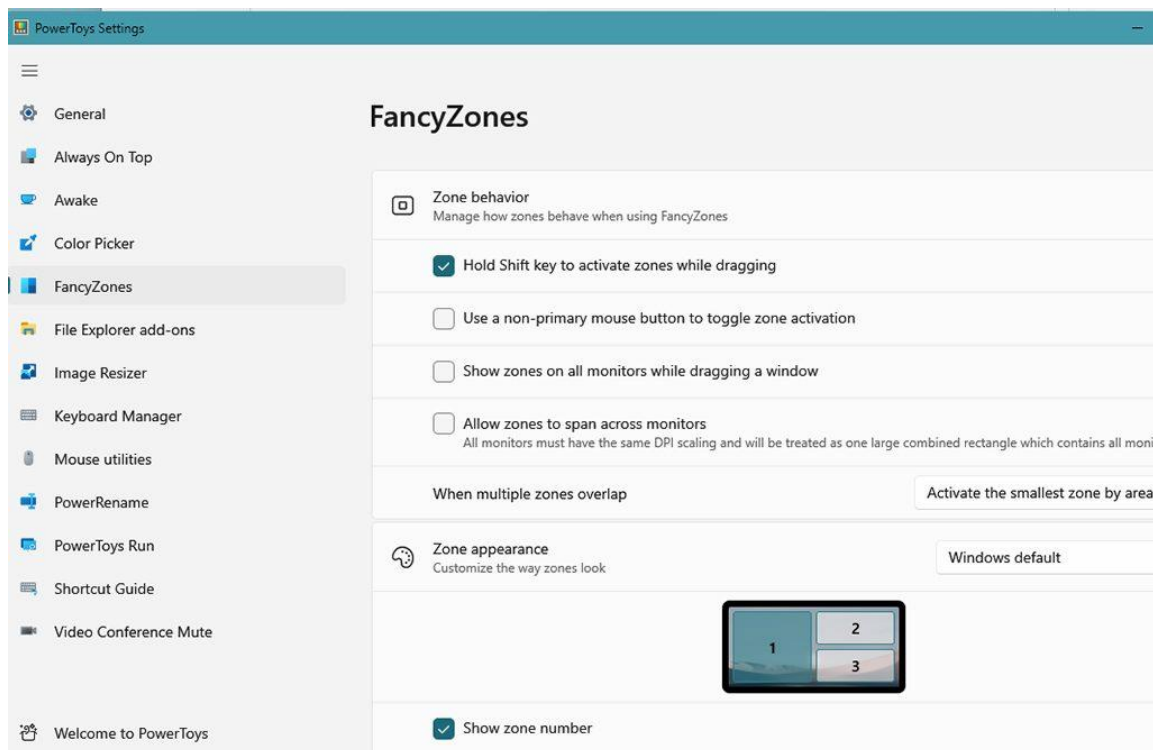 PowerToys Settings
General
Always On Top
Awake
Color Picker
FancyZones
File Explorer add-ons
Image Resizer
Keyboard Manager
Mouse utilities
PowerRename
PowerToys Run
Shortcut Guide
Video Conference Mute
Welcome to PowerToys
FancyZones
Zone behavior
Manage how zones behave when using FancyZones
Hold Shift key to activate zones while dragging
Use a non-primary mouse button to toggle zone activation
Show zones on all monitors while dragging a window
Allow zones to span across monitors
All monitors must have the same DPI scaling and will be treated as one large combined rectangle which contains all moni
When multiple zones overlap
Activate the smallest zone by area
Zone appearance
Customize the way zones look
Windows default
1
2
3
Show zone number